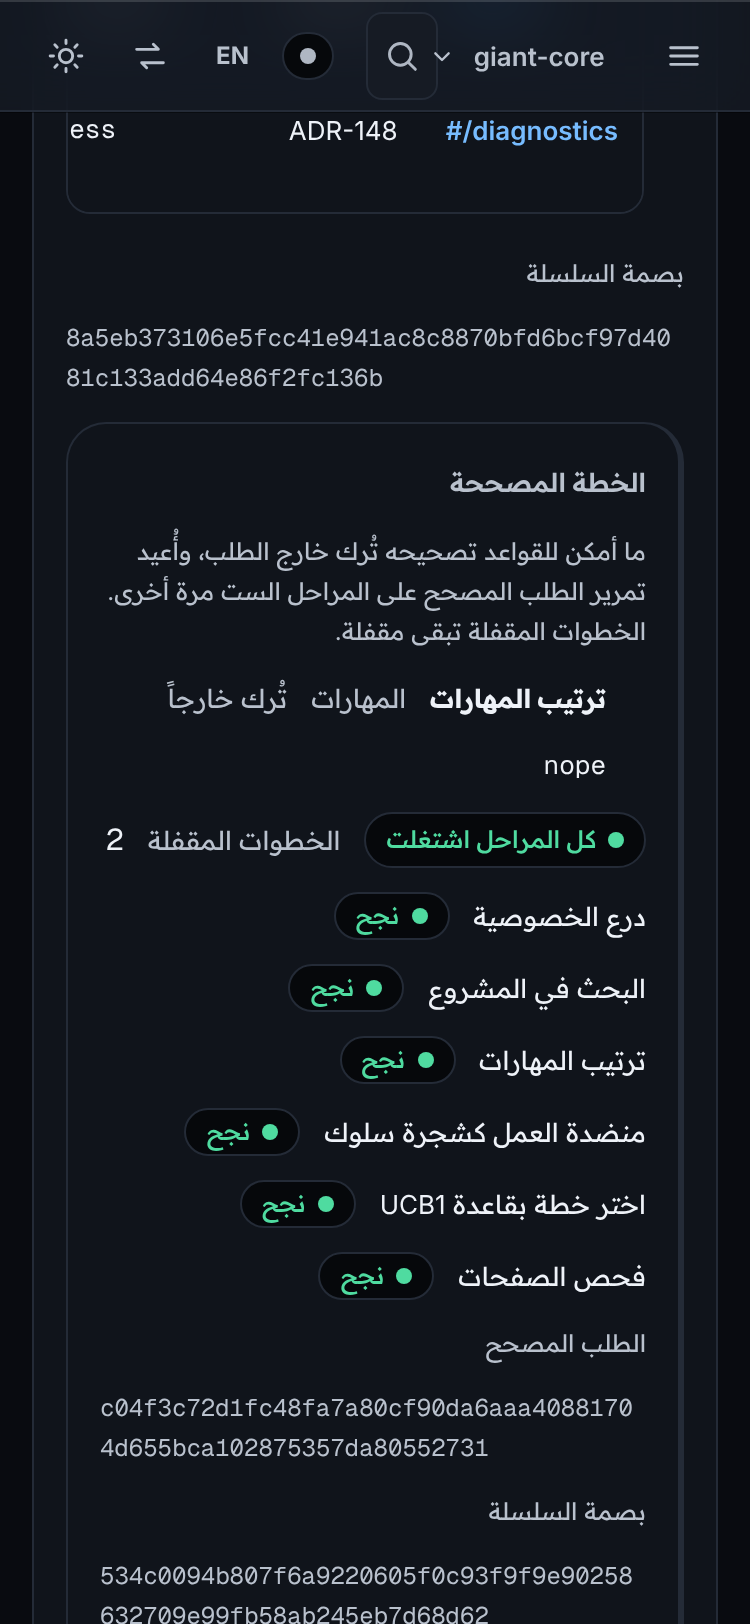 EN giant-core
ess ADR-148 #/diagnostics
بصمة السلسلة
8a5eb373106e5fcc41e941ac8c8870bfd6bcf97d40
81c133add64e86f2fc136b
الخطة المصححة
ما أمكن للقواعد تصحيحه تُرك خارج الطلب، وأُعيد
تمرير الطلب المصحح على المراحل الست مرة أخرى.
الخطوات المقفلة تبقى مقفلة.
ترتيب المهارات المهارات تُرك خارجاً
nope
كل المراحل اشتغلت الخطوات المقفلة 2
درع الخصوصية نجح
البحث في المشروع نجح
ترتيب المهارات نجح
منضدة العمل كشجرة سلوك نجح
اختر خطة بقاعدة UCB1 نجح
فحص الصفحات نجح
الطلب المصحح
c04f3c72d1fc48fa7a80cf90da6aaa4088170
4d655bca102875357da80552731
بصمة السلسلة
534c0094b807f6a9220605f0c93f9f9e90258
632709e99fb58ab245eb7d68d62